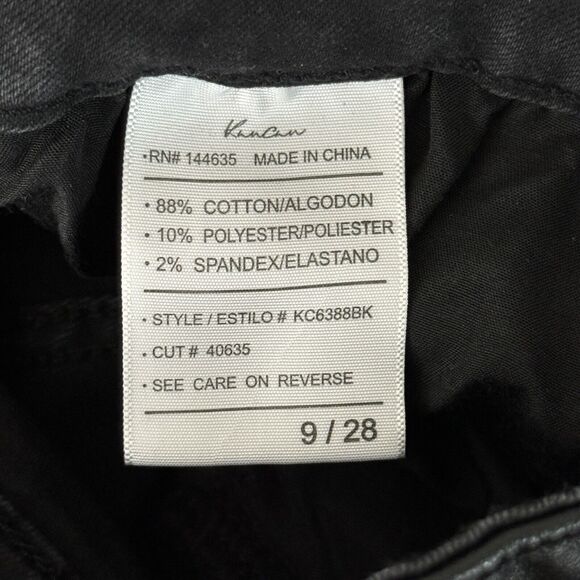 KanCan
•RN# 144635 MADE IN CHINA
• 88% COTTON/ALGODON
• 10% POLYESTER/POLIESTER
• 2% SPANDEX/ELASTANO
• STYLE / ESTILO # KC6388BK
• CUT # 40635
• SEE CARE ON REVERSE
9 / 28